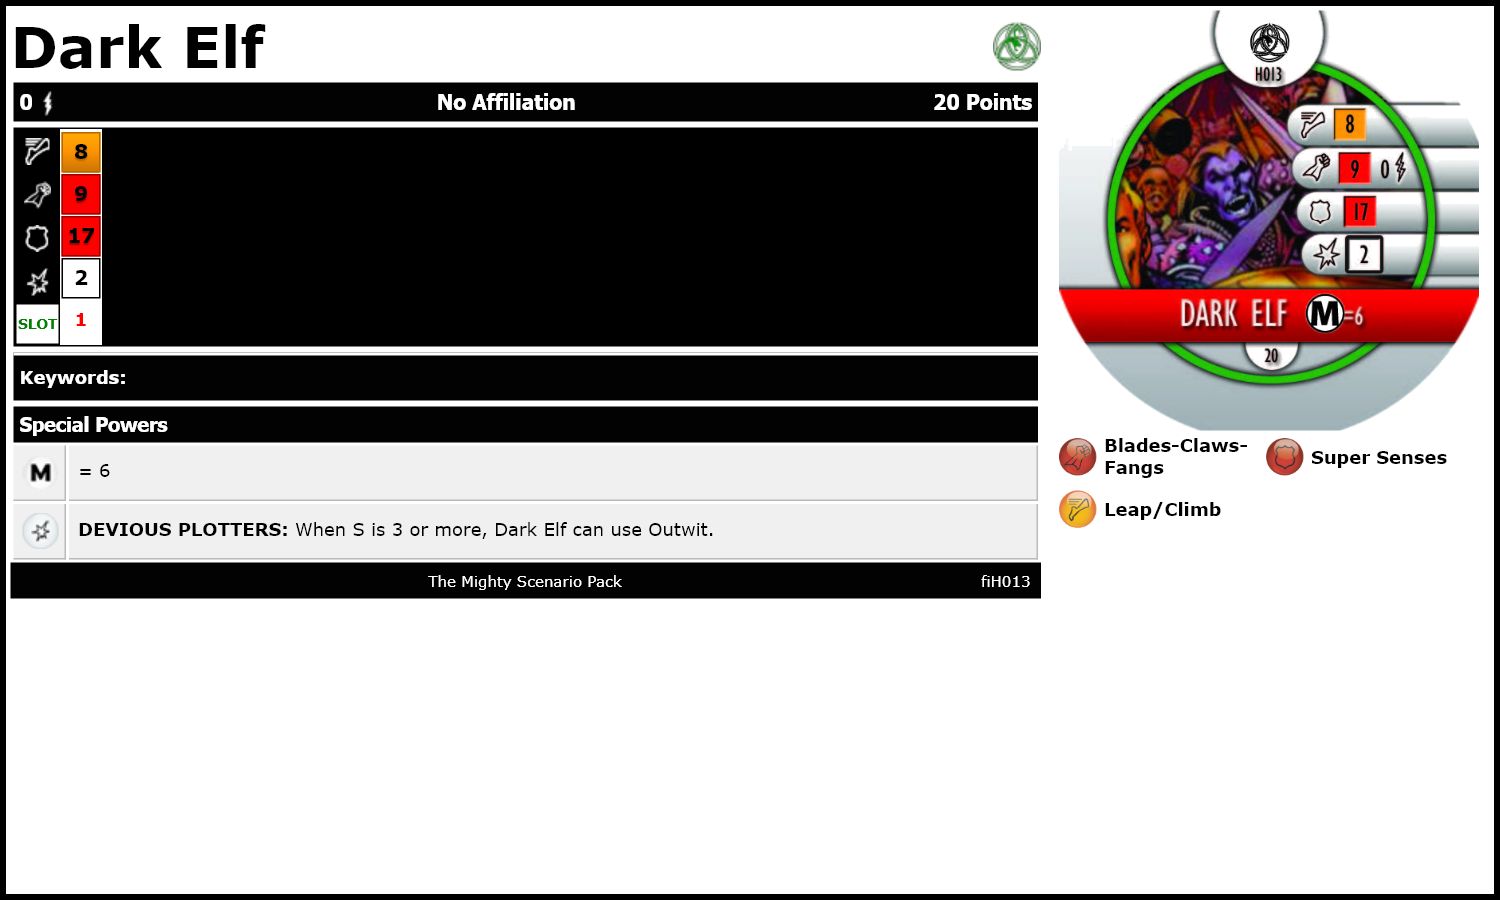 Dark Elf
0 No Affiliation 20 Points
8
9
17
2
SLOT 1
Keywords:
Special Powers
M = 6
DEVIOUS PLOTTERS: When S is 3 or more, Dark Elf can use Outwit.
The Mighty Scenario Pack fiH013
H013
8
9 0
17
2
DARK ELF M=6
20
Blades-Claws-
Fangs
Super Senses
Leap/Climb